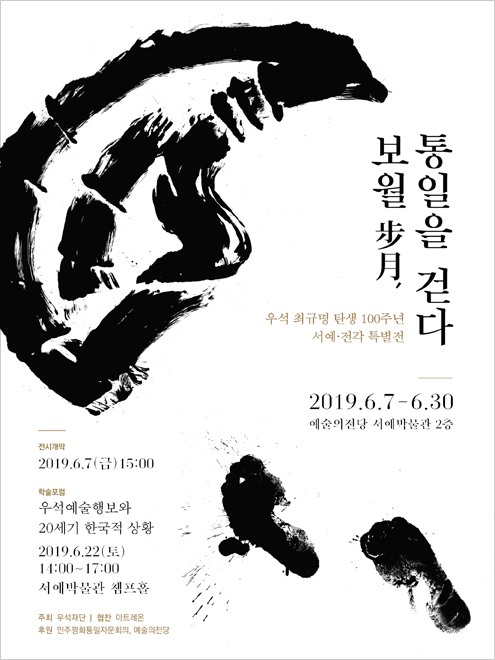 보월 步月,
통일을 걷다
우석 최규명 탄생 100주년
서예·전각 특별전
2019.6.7-6.30
예술의전당 서예박물관 2층
전시개막
2019.6.7(금)15:00
학술포럼
우석예술행보와
20세기 한국적 상황
2019.6.22(토)
14:00~17:00
서예박물관 챔프홀
주최 우석재단 | 협찬 아트레온
후원 민주평화통일자문회의, 예술의전당